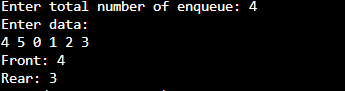 Enter total number of enqueue: 4
Enter data:
4 5 0 1 2 3
Front: 4
Rear: 3